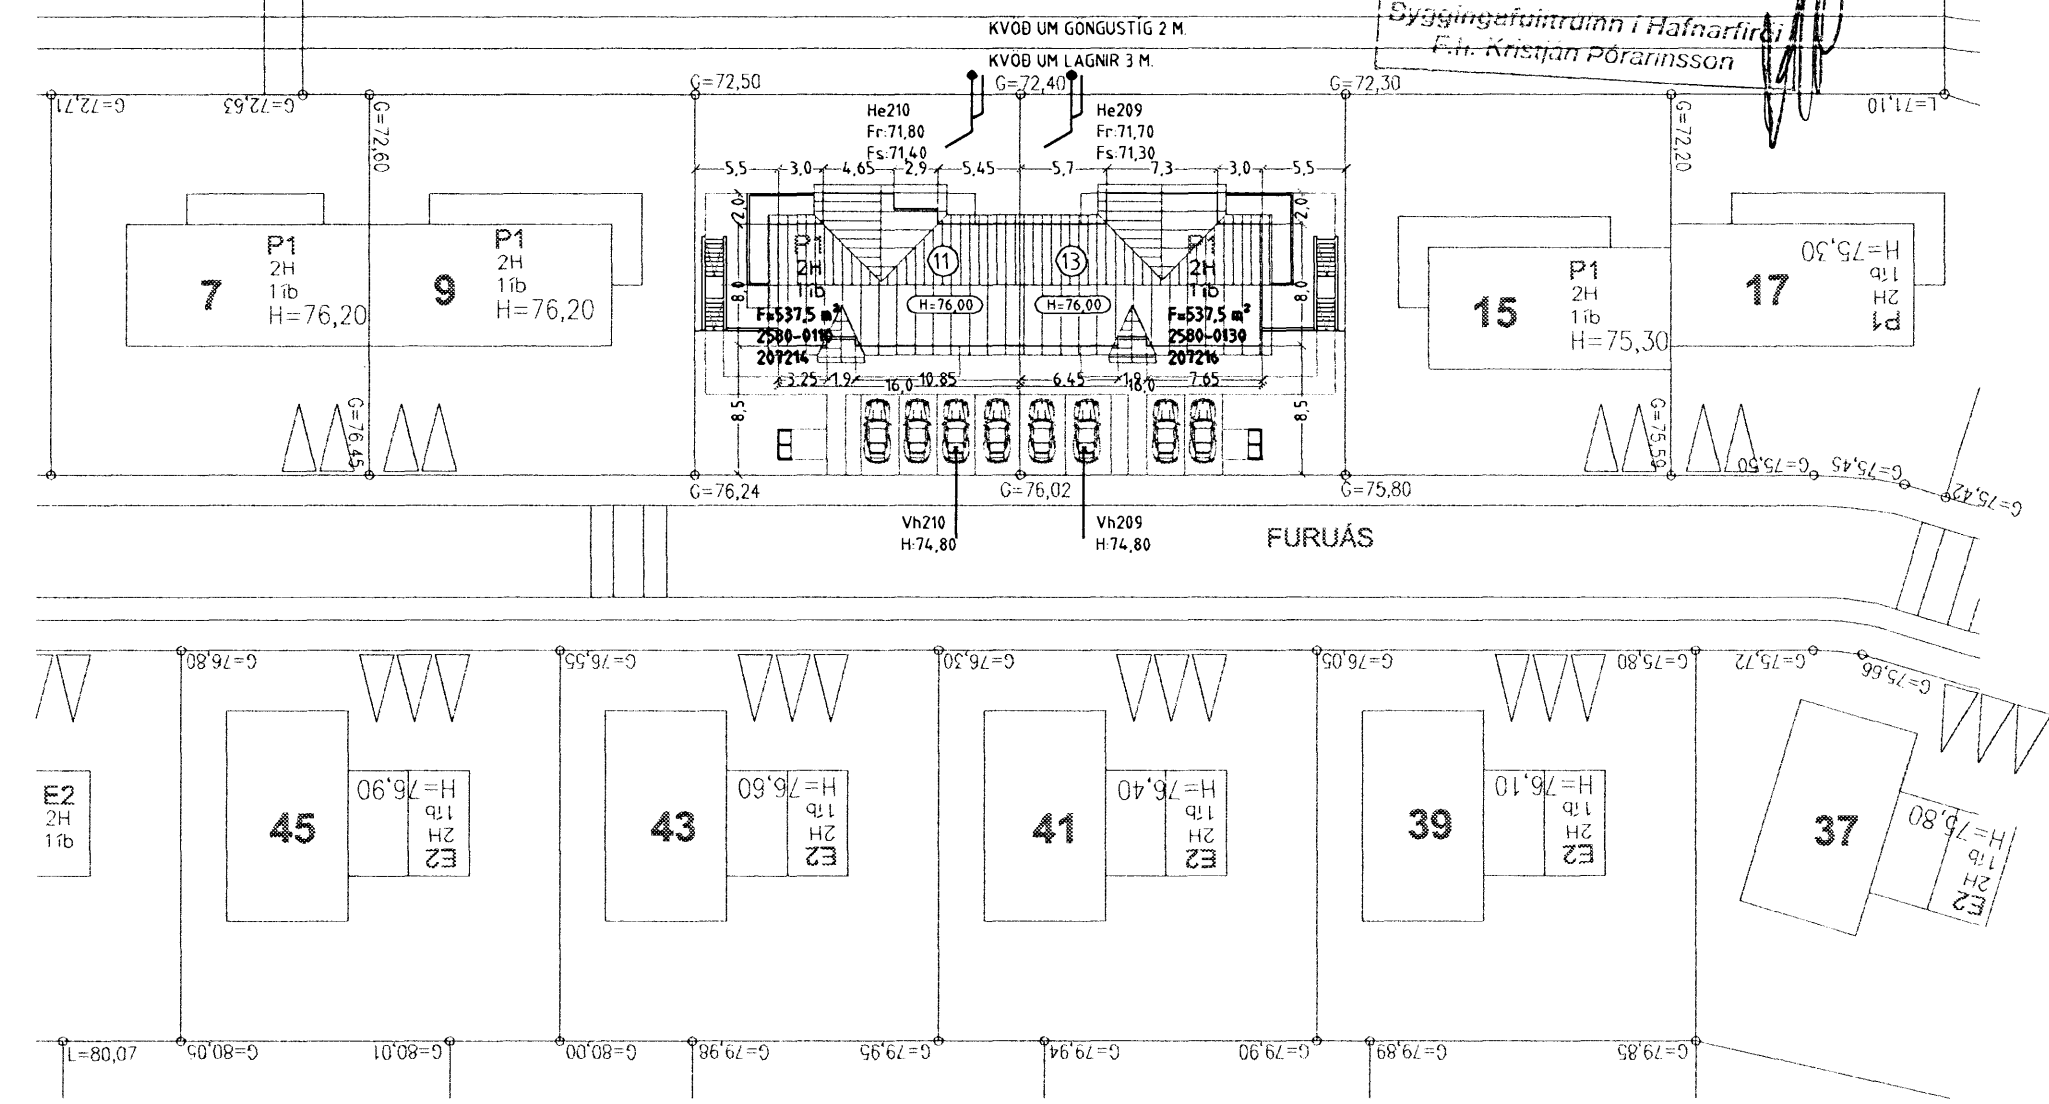 KVÖÐ UM GÖNGUSTÍG 2 M.
KVÖÐ UM LAGNIR 3 M.
Byggingafulltrúinn í Hafnarfirði
F.h. Kristján Þórarinsson
G=72,71
G=72,63
G=72,60
G=72,50
G=72,40
G=72,30
G=72,20
L=71,10
He210
Fr:71,80
Fs:71,40
He209
Fr:71,70
Fs:71,30
5,5 3,0 4,65 2,9 5,45 5,7 7,3 3,0 5,5
2,0
2,0
7
P1
2H
1íb
H=76,20
9
P1
2H
1íb
H=76,20
P1
2H
1íb
11
13
P1
2H
1íb
H=76,00
H=76,00
8,0
8,0
F=537,5 m²
2580-0110
207214
F=537,5 m²
2580-0130
207216
15
P1
2H
1íb
H=75,30
17
H=75,30
1íb
2H
P1
3.25 1.9 10.85 6.45 1.9 7.65
16,0
16,0
8,5
8,5
G=76,45
G=75,59
G=75,50
G=75,45
G=75,42
G=76,24
G=76,02
G=75,80
Vh210
H:74,80
Vh209
H:74,80
FURUÁS
G=76,80
G=76,55
G=76,30
G=76,05
G=75,80
G=75,72
G=75,66
E2
2H
1íb
45
H=76,90
1íb
2H
E2
43
H=76,60
1íb
2H
E2
41
H=76,40
1íb
2H
E2
39
H=76,10
1íb
2H
E2
37
H=75,80
1íb
2H
E2
L=80,07
G=80,05
G=80,01
G=80,00
G=79,98
G=79,95
G=79,94
G=79,90
G=79,89
G=79,85